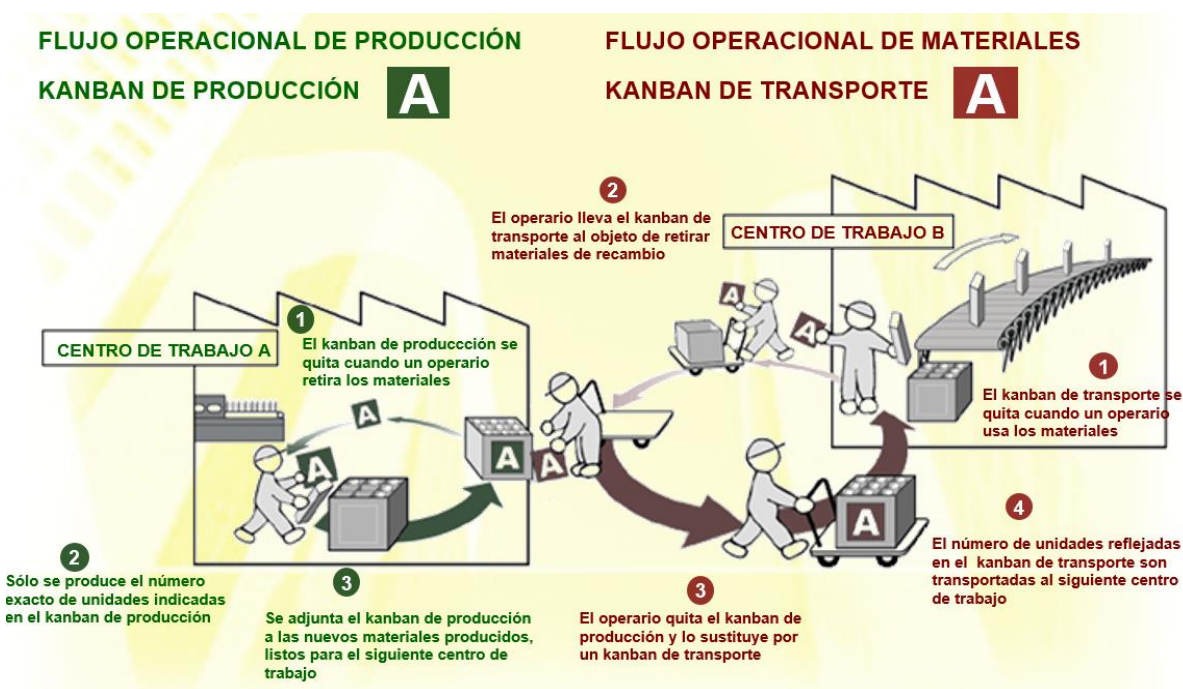 FLUJO OPERACIONAL DE PRODUCCIÓN
KANBAN DE PRODUCCIÓN A
FLUJO OPERACIONAL DE MATERIALES
KANBAN DE TRANSPORTE A
2
El operario lleva el kanban de
transporte al objeto de retirar
materiales de recambio
CENTRO DE TRABAJO B
A
A
1
El kanban de transporte se
quita cuando un operario
usa los materiales
CENTRO DE TRABAJO A
1
El kanban de produccción se
quita cuando un operario
retira los materiales
A
A
A
A
A
2
Sólo se produce el número
exacto de unidades indicadas
en el kanban de producción
3
Se adjunta el kanban de producción
a las nuevos materiales producidos,
listos para el siguiente centro de
trabajo
3
El operario quita el kanban de
producción y lo sustituye por
un kanban de transporte
4
El número de unidades reflejadas
en el kanban de transporte son
transportadas al siguiente centro
de trabajo